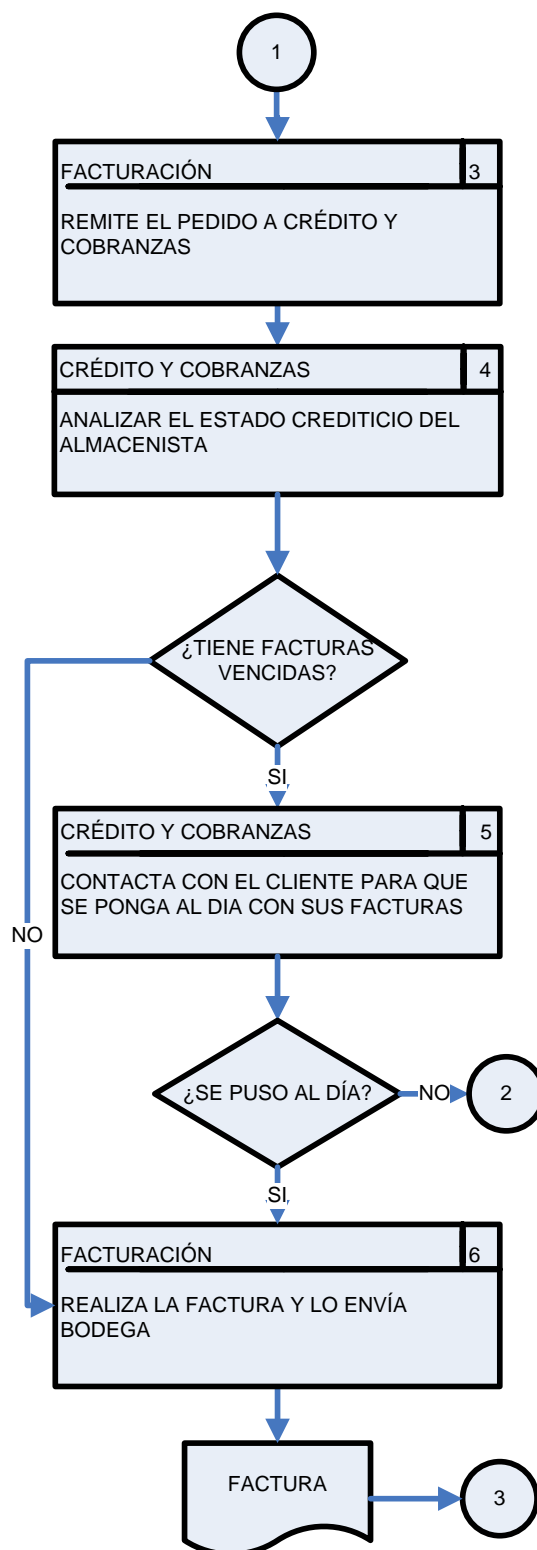 1
FACTURACIÓN
3
REMITE EL PEDIDO A CRÉDITO Y
COBRANZAS
CRÉDITO Y COBRANZAS
4
ANALIZAR EL ESTADO CREDITICIO DEL
ALMACENISTA
¿TIENE FACTURAS
VENCIDAS?
SI
CRÉDITO Y COBRANZAS
5
CONTACTA CON EL CLIENTE PARA QUE
SE PONGA AL DIA CON SUS FACTURAS
NO
¿SE PUSO AL DÍA?
NO
2
SI
FACTURACIÓN
6
REALIZA LA FACTURA Y LO ENVÍA
BODEGA
FACTURA
3